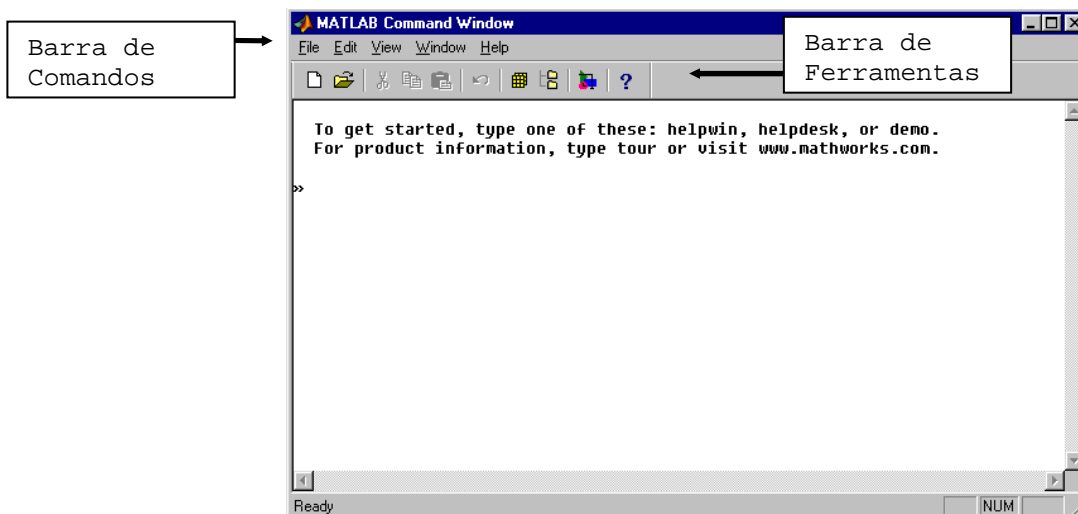 MATLAB Command Window
Barra de
Comandos
File Edit View Window Help
Barra de
Ferramentas
?
To get started, type one of these: helpwin, helpdesk, or demo.
For product information, type tour or visit www.mathworks.com.
»
Ready
NUM